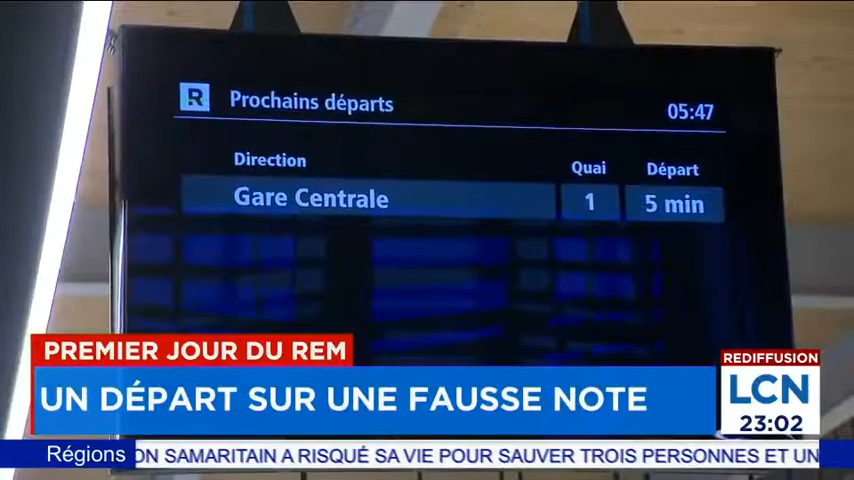 R Prochains départs 05:47
Direction Quai Départ
Gare Centrale 1 5 min
PREMIER JOUR DU REM
UN DÉPART SUR UNE FAUSSE NOTE
REDIFFUSION
LCN
23:02
Régions ON SAMARITAIN A RISQUÉ SA VIE POUR SAUVER TROIS PERSONNES ET UN